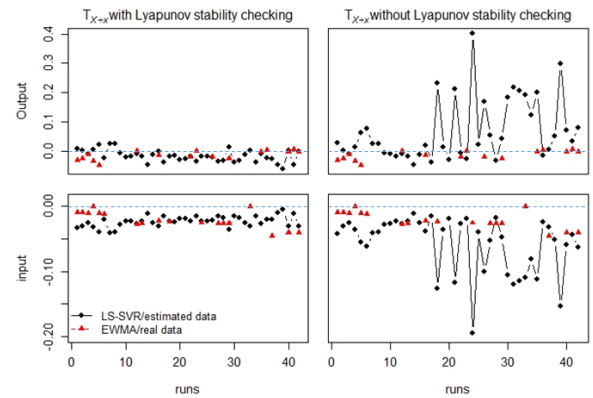 T_{X+x} with Lyapunov stability checking
T_{X+x} without Lyapunov stability checking
Output
0.4
0.3
0.2
0.1
0.0
input
0.00
-0.10
-0.20
LS-SVR/estimated data
EWMA/real data
0 10 20 30 40
0 10 20 30 40
runs
runs